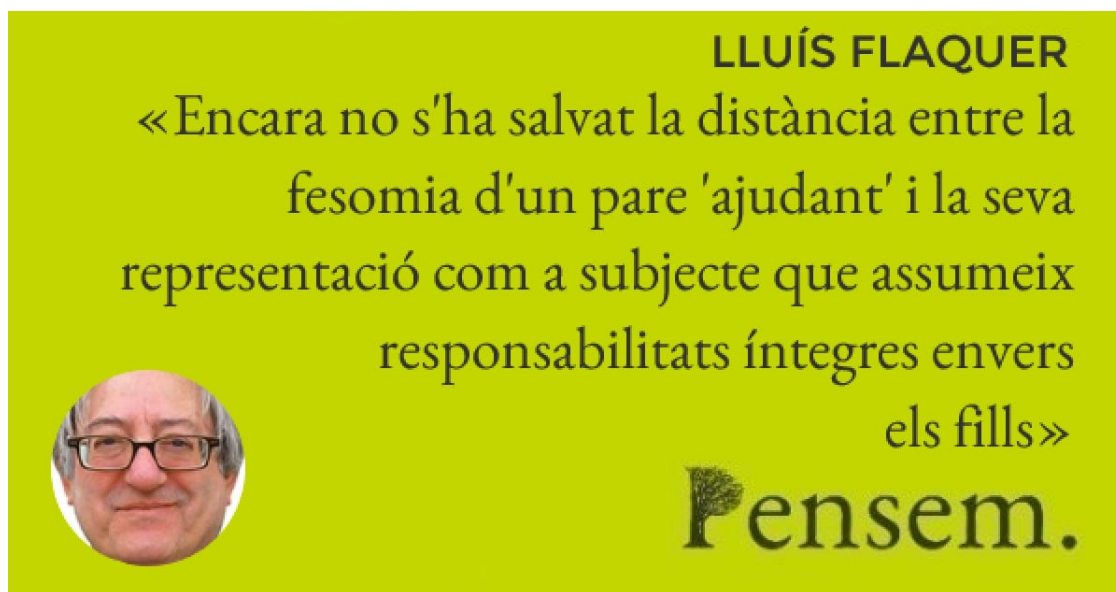 LLUÍS FLAQUER
«Encara no s'ha salvat la distància entre la
fesomia d'un pare 'ajudant' i la seva
representació com a subjecte que assumeix
responsabilitats íntegres envers
els fills»
Pensem.